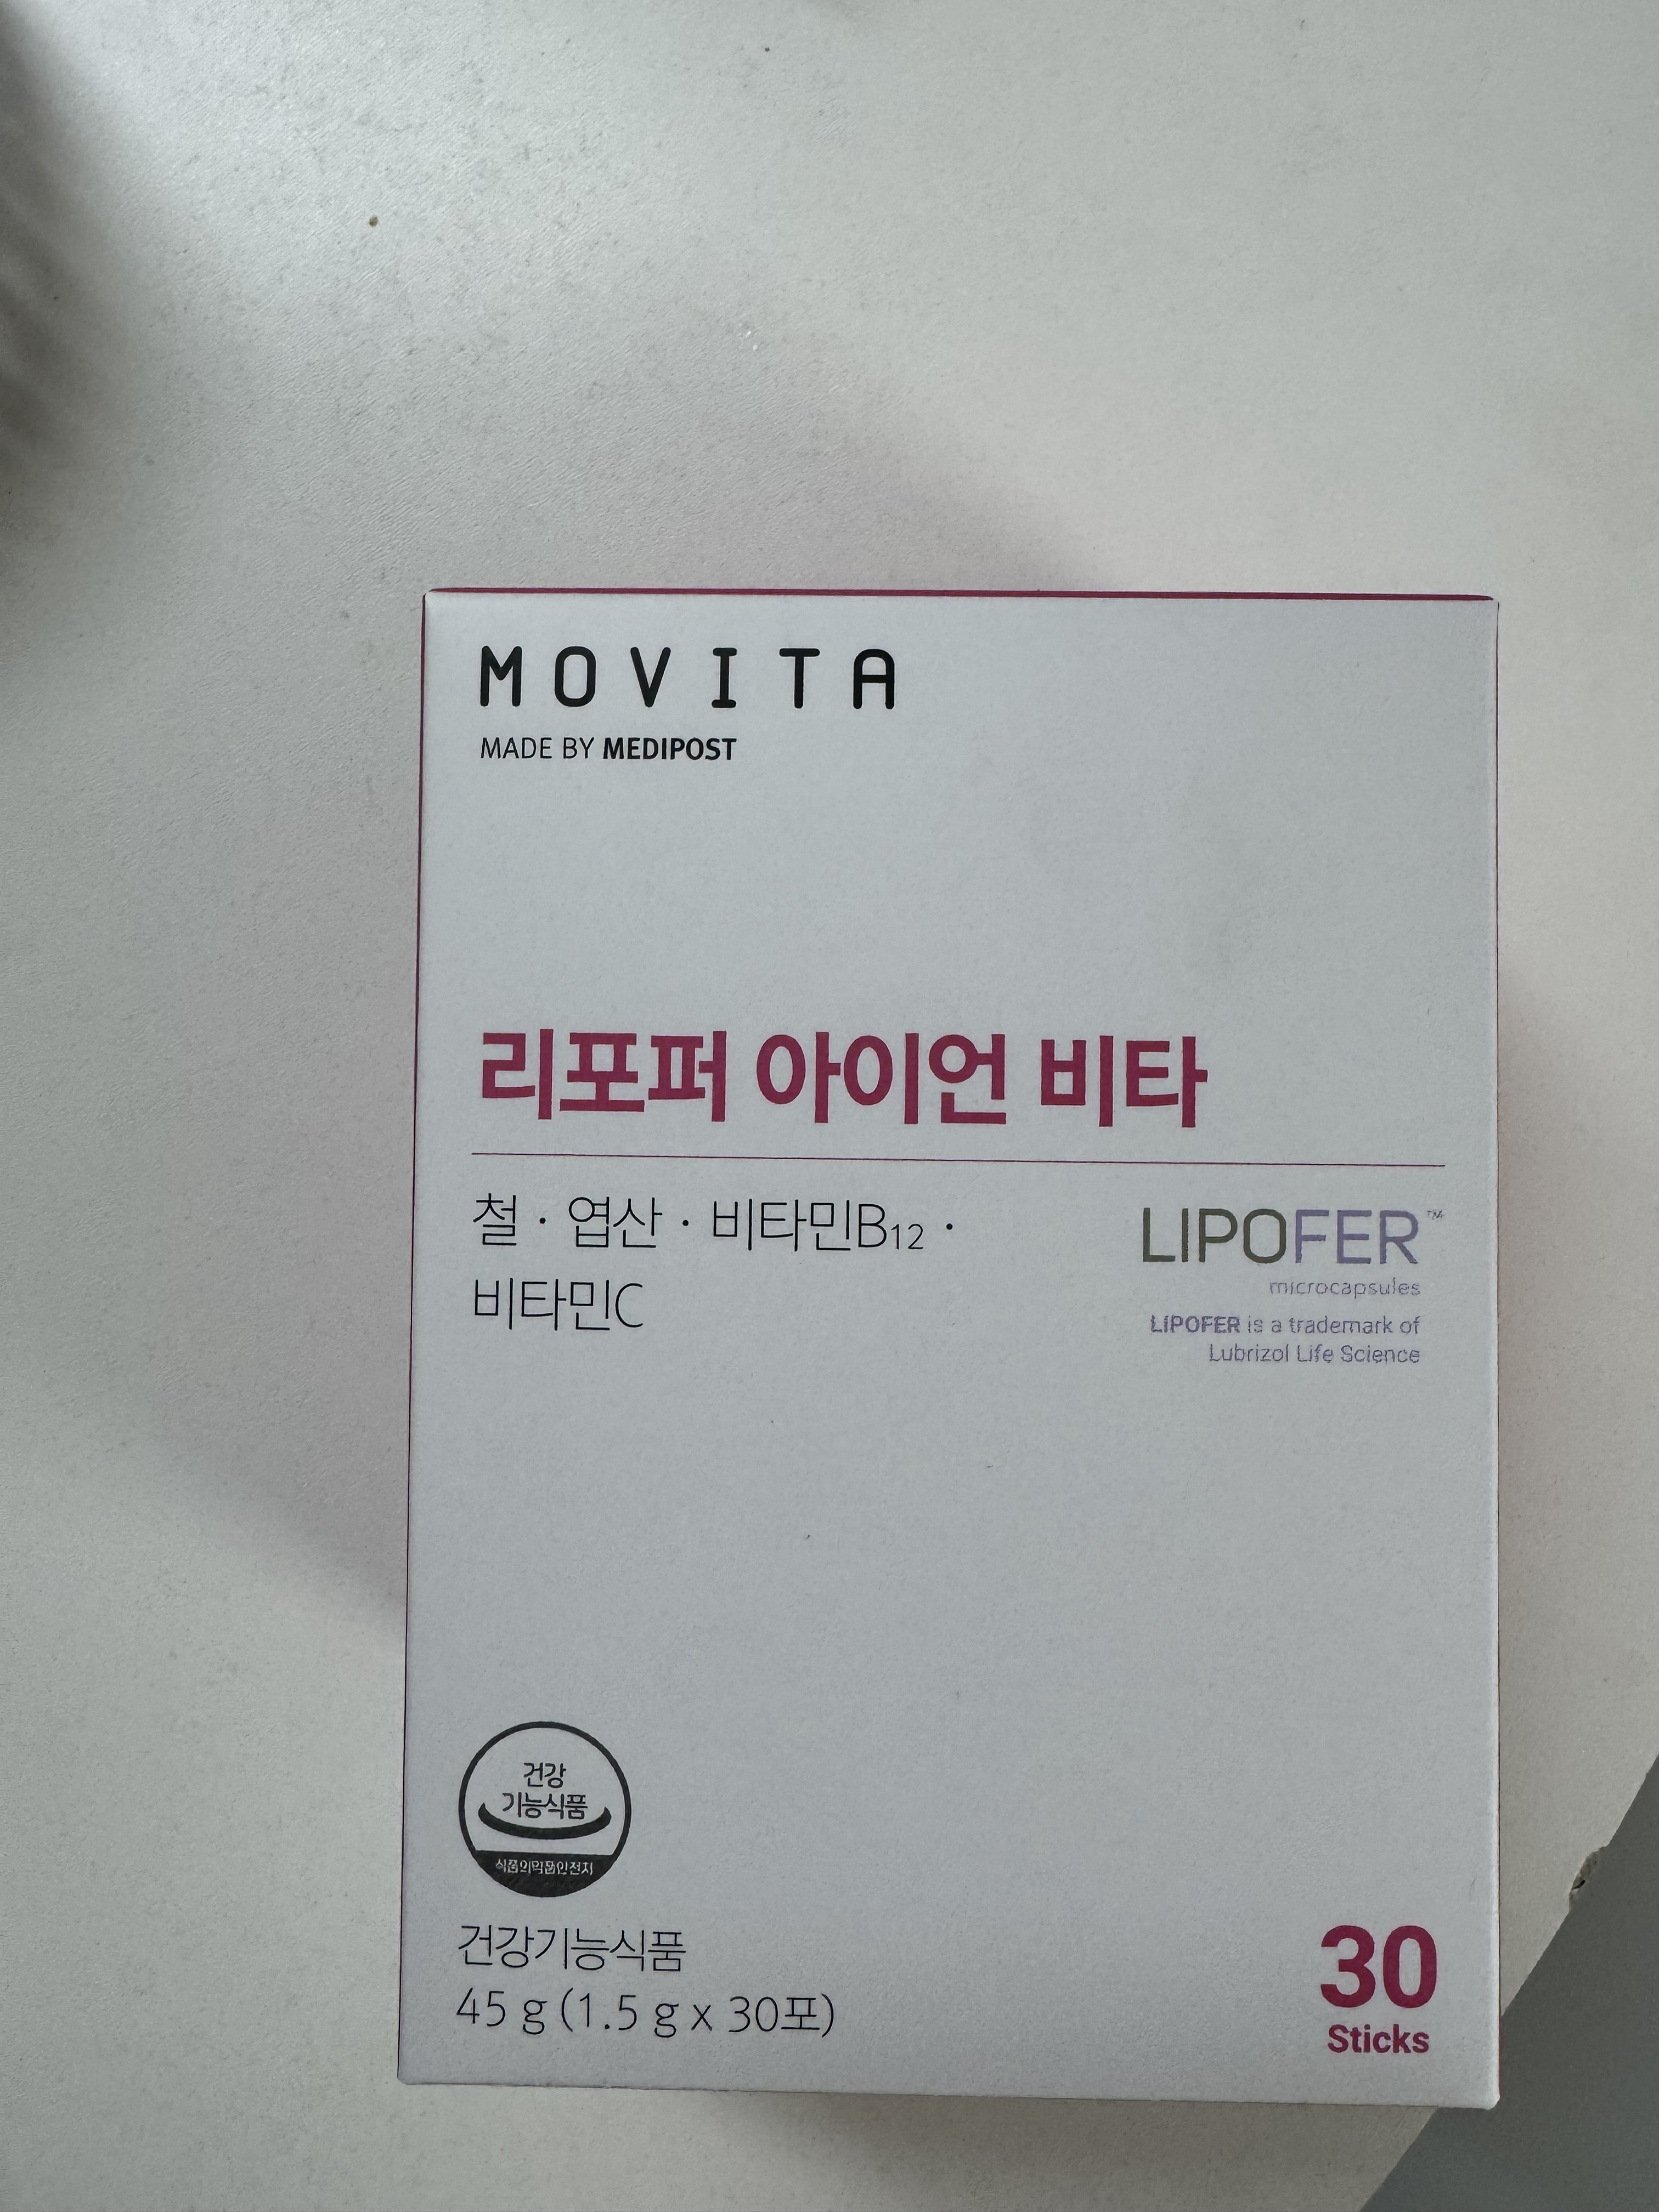 MOVITA
MADE BY MEDIPOST
리포퍼 아이언 비타
철 · 엽산 · 비타민B₁₂ ·
비타민C
LIPOFER™
microcapsules
LIPOFER is a trademark of
Lubrizol Life Science
건강
기능식품
식품의약품안전처
건강기능식품
45 g (1.5 g x 30포)
30
Sticks